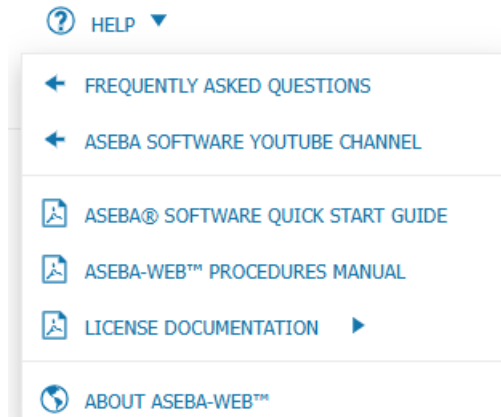 HELP
FREQUENTLY ASKED QUESTIONS
ASEBA SOFTWARE YOUTUBE CHANNEL
ASEBA® SOFTWARE QUICK START GUIDE
ASEBA-WEB™ PROCEDURES MANUAL
LICENSE DOCUMENTATION
ABOUT ASEBA-WEB™